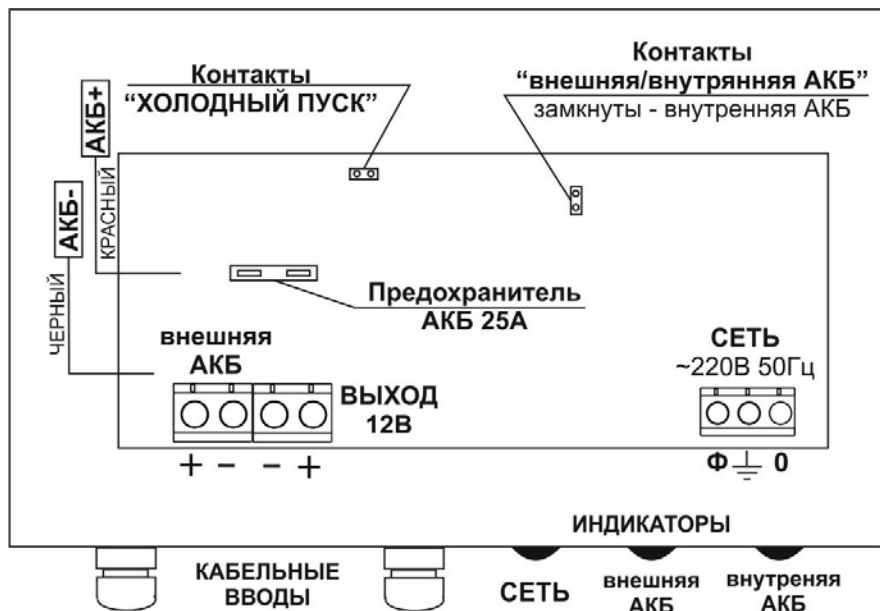 Контакты
“ХОЛОДНЫЙ ПУСК”
Контакты
“внешняя/внутрянняя АКБ”
замкнуты - внутренняя АКБ
АКБ+
КРАСНЫЙ
АКБ-
ЧЕРНЫЙ
Предохранитель
АКБ 25А
внешняя
АКБ
ВЫХОД
12В
+ − − +
СЕТЬ
~220В 50Гц
Ф 0
ИНДИКАТОРЫ
КАБЕЛЬНЫЕ
ВВОДЫ
СЕТЬ
внешняя
АКБ
внутреняя
АКБ